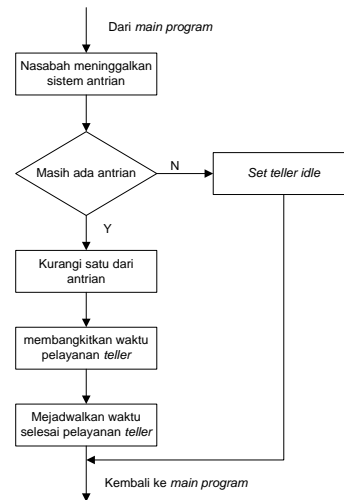 Dari main program
Nasabah meninggalkan
sistem antrian
Masih ada antrian
N
Set teller idle
Y
Kurangi satu dari
antrian
membangkitkan waktu
pelayanan teller
Mejadwalkan waktu
selesai pelayanan teller
Kembali ke main program